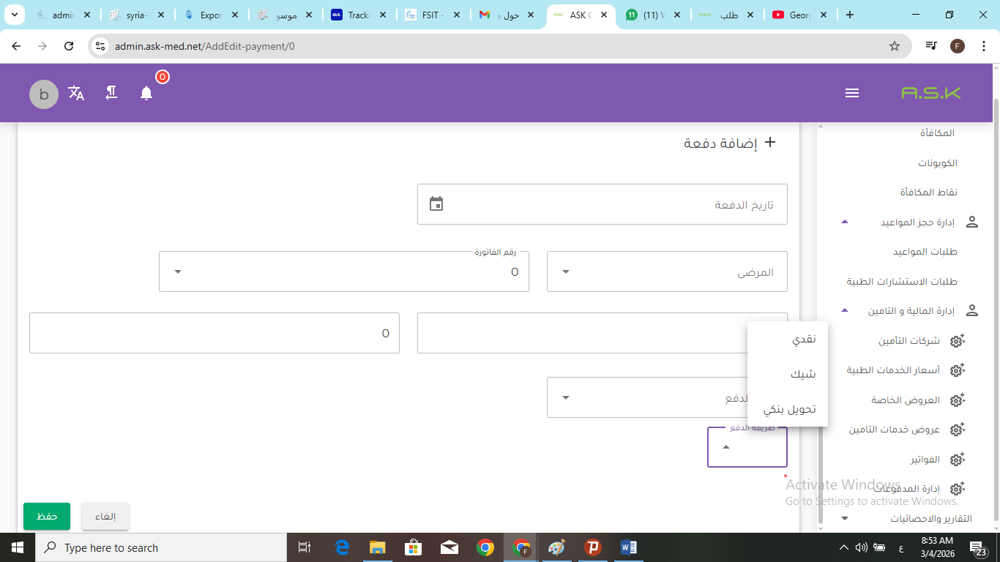 admin
syria-
Expor
موسو
Track
FSIT -
حول د
ASK (
(11) W
طلب
Georg
admin.ask-med.net/AddEdit-payment/0
F
b
0
A.S.K
إضافة دفعة
تاريخ الدفعة
المرضى
رقم الفاتورة
0
0
الدفع
نقدي
شيك
تحويل بنكي
طريقة الدفع
*
حفظ
إلغاء
المكافأة
الكوبونات
نقاط المكافأة
إدارة حجز المواعيد
طلبات المواعيد
طلبات الاستشارات الطبية
إدارة المالية و التامين
شركات التأمين
أسعار الخدمات الطبية
العروض الخاصة
عروض خدمات التامين
الفواتير
إدارة المدفوعات
التقارير والاحصائيات
Activate Windows
Go to Settings to activate Windows.
Type here to search
ع
8:53 AM
3/4/2026
23